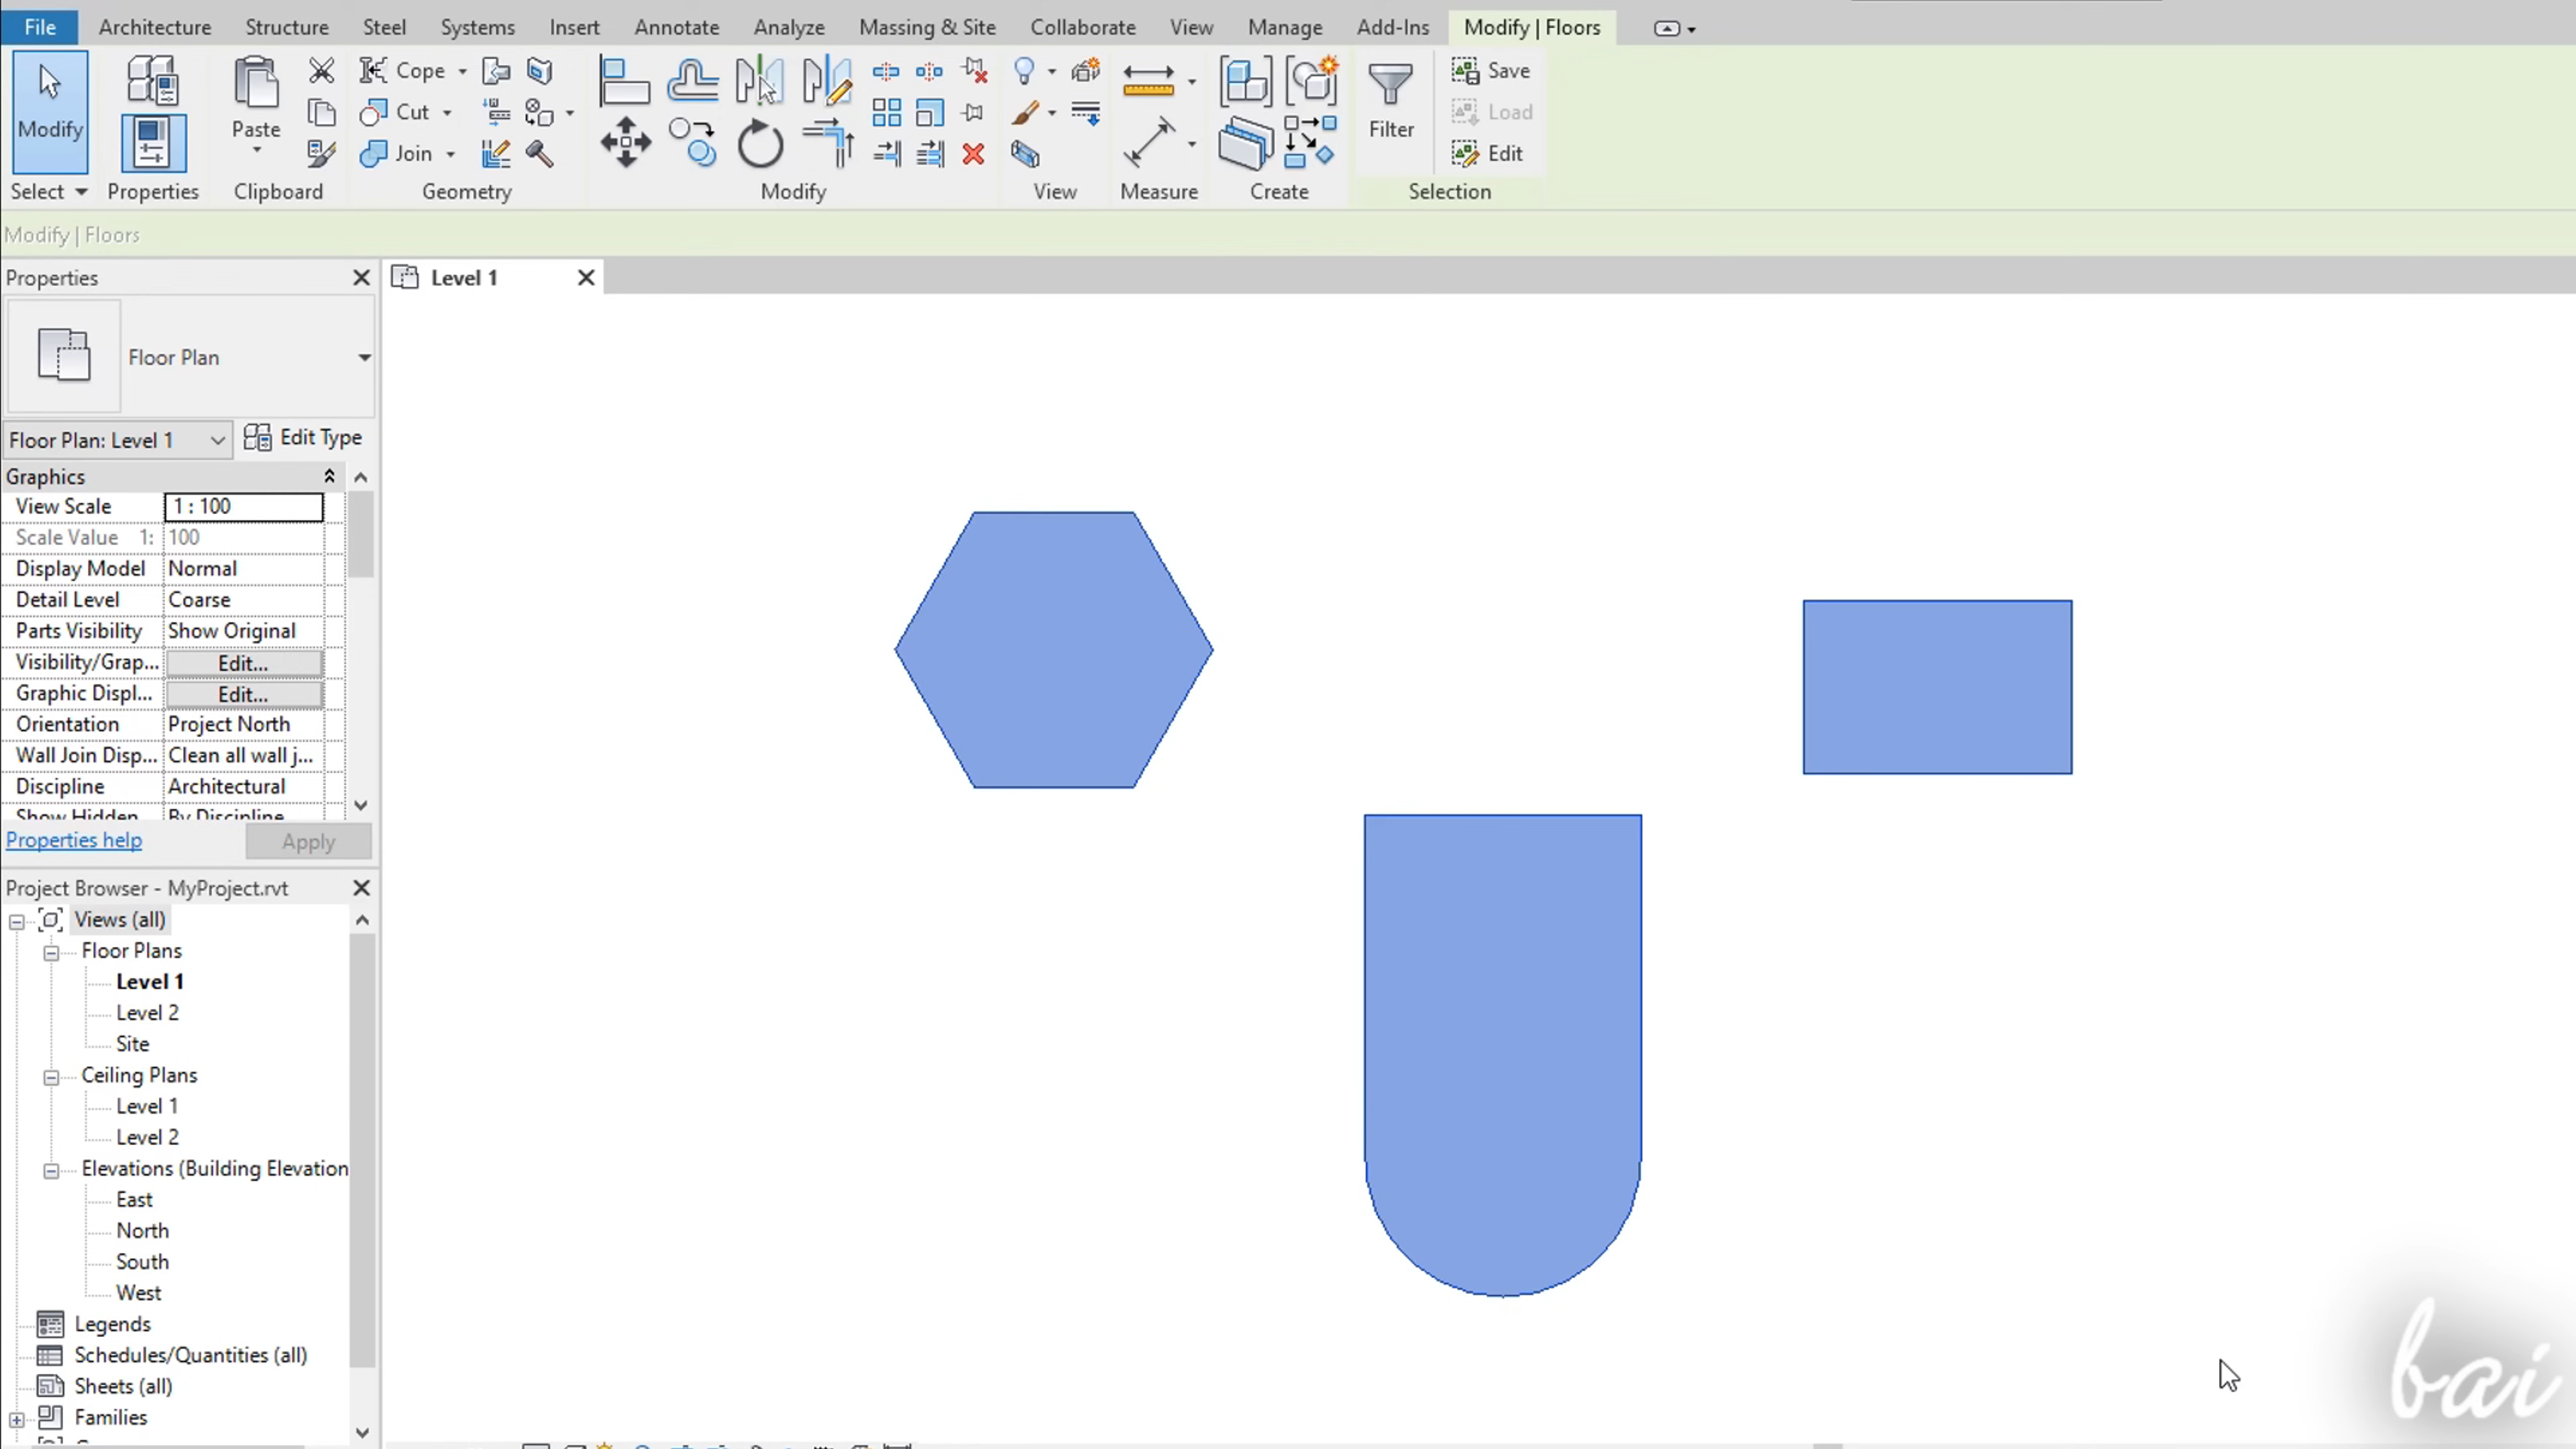 File Architecture Structure Steel Systems Insert Annotate Analyze Massing & Site Collaborate View Manage Add-Ins Modify | Floors
Modify
Paste
Cope
Cut
Join
Filter
Save
Load
Edit
Select Properties Clipboard Geometry Modify View Measure Create Selection
Modify | Floors
Properties
Level 1
Floor Plan
Floor Plan: Level 1 Edit Type
Graphics
View Scale 1 : 100
Scale Value 1: 100
Display Model Normal
Detail Level Coarse
Parts Visibility Show Original
Visibility/Grap... Edit...
Graphic Displ... Edit...
Orientation Project North
Wall Join Disp... Clean all wall j...
Discipline Architectural
Show Hidden By Discipline
Properties help Apply
Project Browser - MyProject.rvt
Views (all)
Floor Plans
Level 1
Level 2
Site
Ceiling Plans
Level 1
Level 2
Elevations (Building Elevation
East
North
South
West
Legends
Schedules/Quantities (all)
Sheets (all)
Families
bai